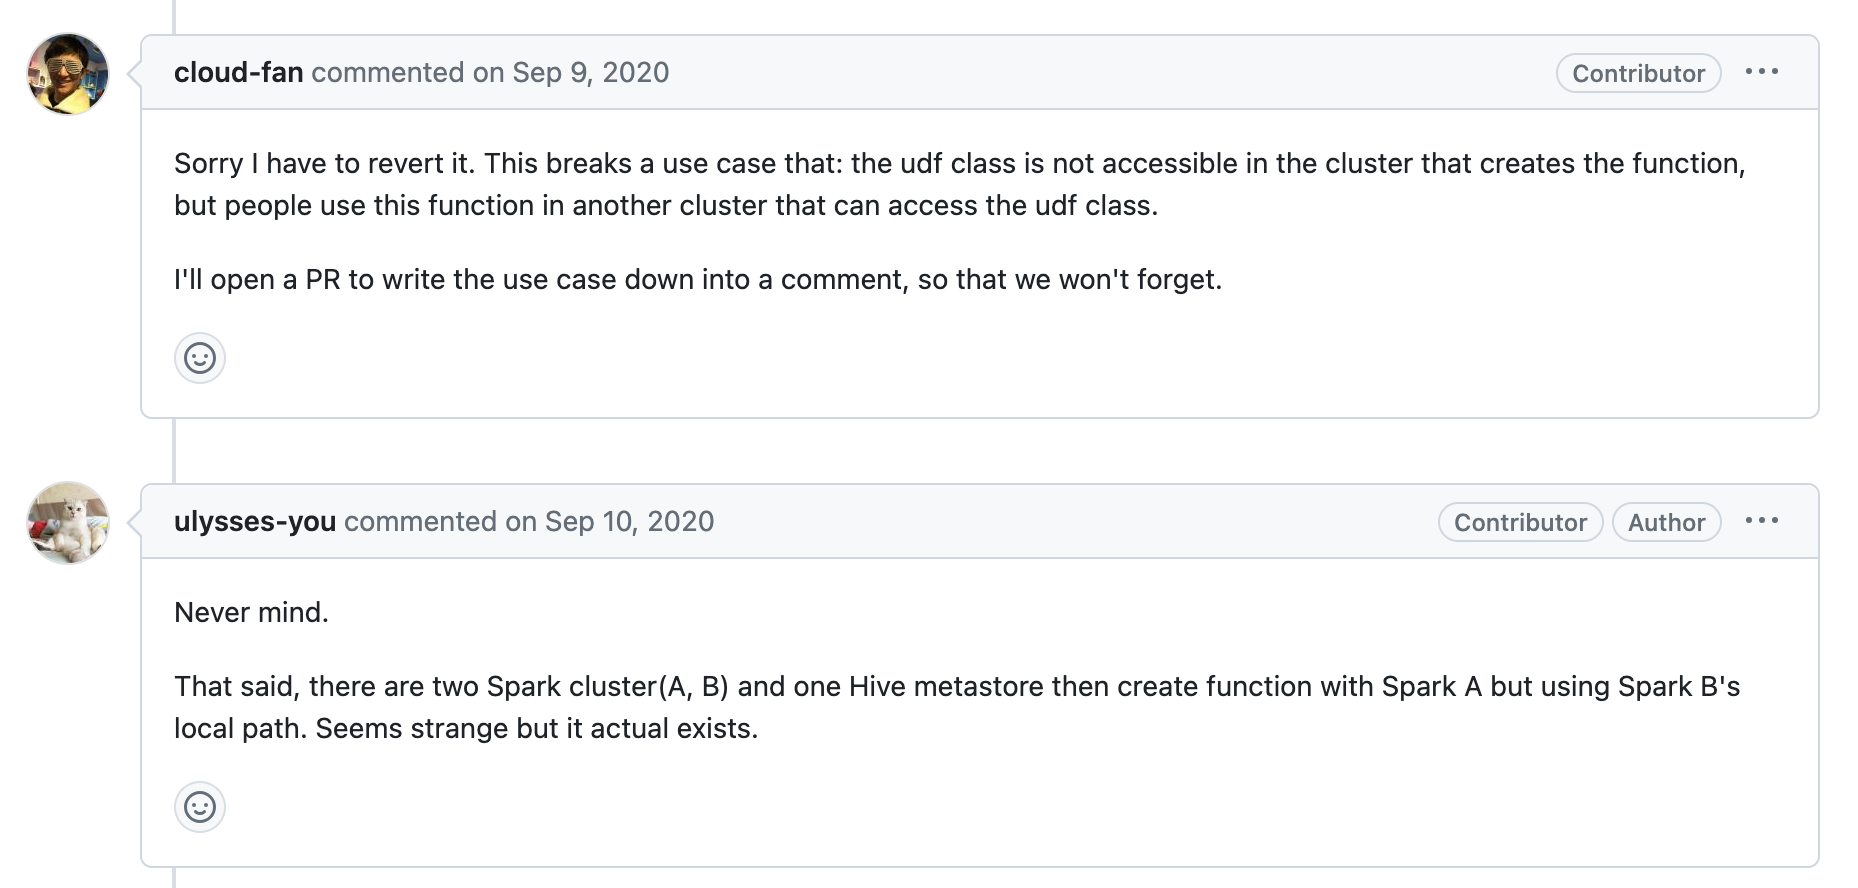 cloud-fan commented on Sep 9, 2020 Contributor
Sorry I have to revert it. This breaks a use case that: the udf class is not accessible in the cluster that creates the function,
but people use this function in another cluster that can access the udf class.
I'll open a PR to write the use case down into a comment, so that we won't forget.
ulysses-you commented on Sep 10, 2020 Contributor Author
Never mind.
That said, there are two Spark cluster(A, B) and one Hive metastore then create function with Spark A but using Spark B's
local path. Seems strange but it actual exists.